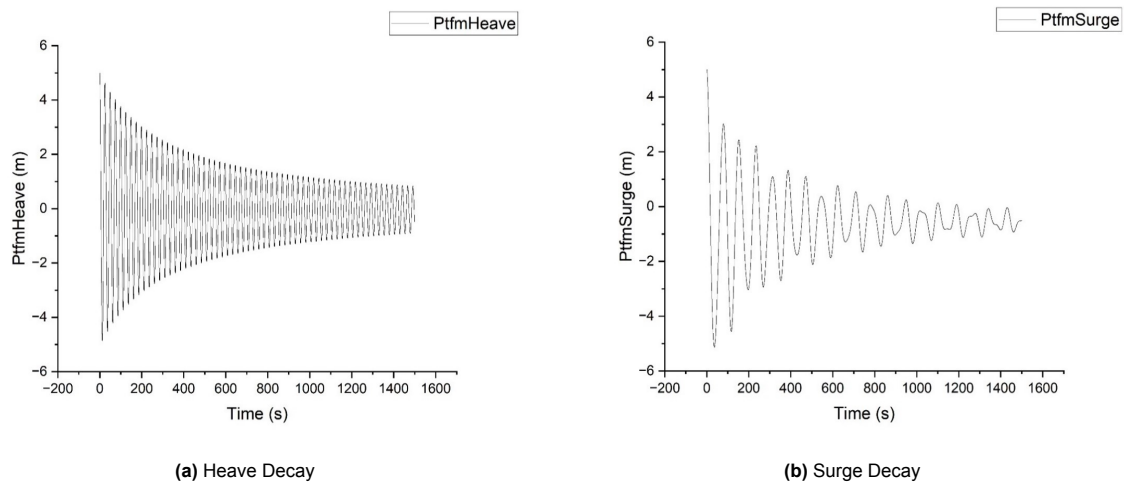 PtfmHeave
6
4
2
0
−2
−4
−6
PtfmHeave (m)
−200 0 200 400 600 800 1000 1200 1400 1600
Time (s)
(a) Heave Decay
PtfmSurge
6
4
2
0
−2
−4
−6
PtfmSurge (m)
−200 0 200 400 600 800 1000 1200 1400 1600
Time (s)
(b) Surge Decay